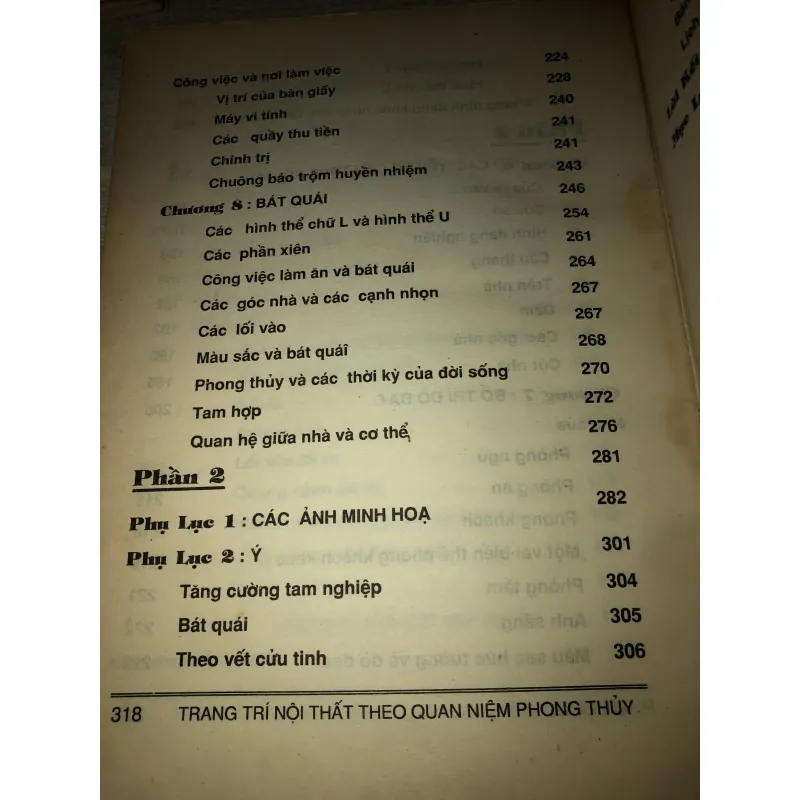 Công việc và nơi làm việc 224
Vị trí của bàn giấy 228
Máy vi tính 240
Các quầy thu tiền 241
Chính trị 241
Chuông báo trộm huyền nhiệm 243
Chương 8 : BÁT QUÁI 246
Các hình thể chữ L và hình thể U 254
Các phần xiên 261
Công việc làm ăn và bát quái 264
Các góc nhà và các cạnh nhọn 267
Các lối vào 267
Màu sắc và bát quáî 268
Phong thủy và các thời kỳ của đời sống 270
Tam hợp 272
Quan hệ giữa nhà và cơ thể 276
Phần 2 281
Phụ Lục 1 : CÁC ẢNH MINH HOẠ 282
Phụ Lục 2 : Ý 301
Tăng cường tam nghiệp 304
Bát quái 305
Theo vết cửu tinh 306
318 TRANG TRÍ NỘI THẤT THEO QUAN NIỆM PHONG THỦY
Lịch